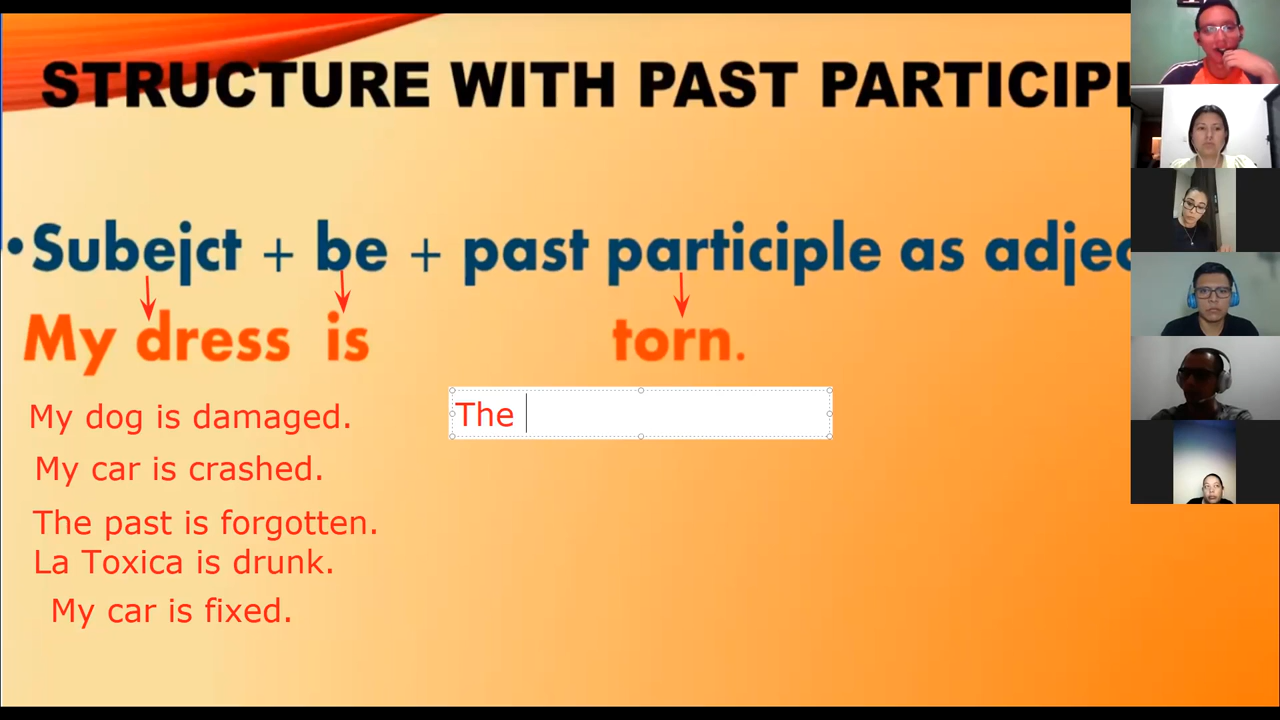 STRUCTURE WITH PAST PARTICIPL
•Subejct + be + past participle as adjec
My dress is torn.
My dog is damaged.
The
My car is crashed.
The past is forgotten.
La Toxica is drunk.
My car is fixed.